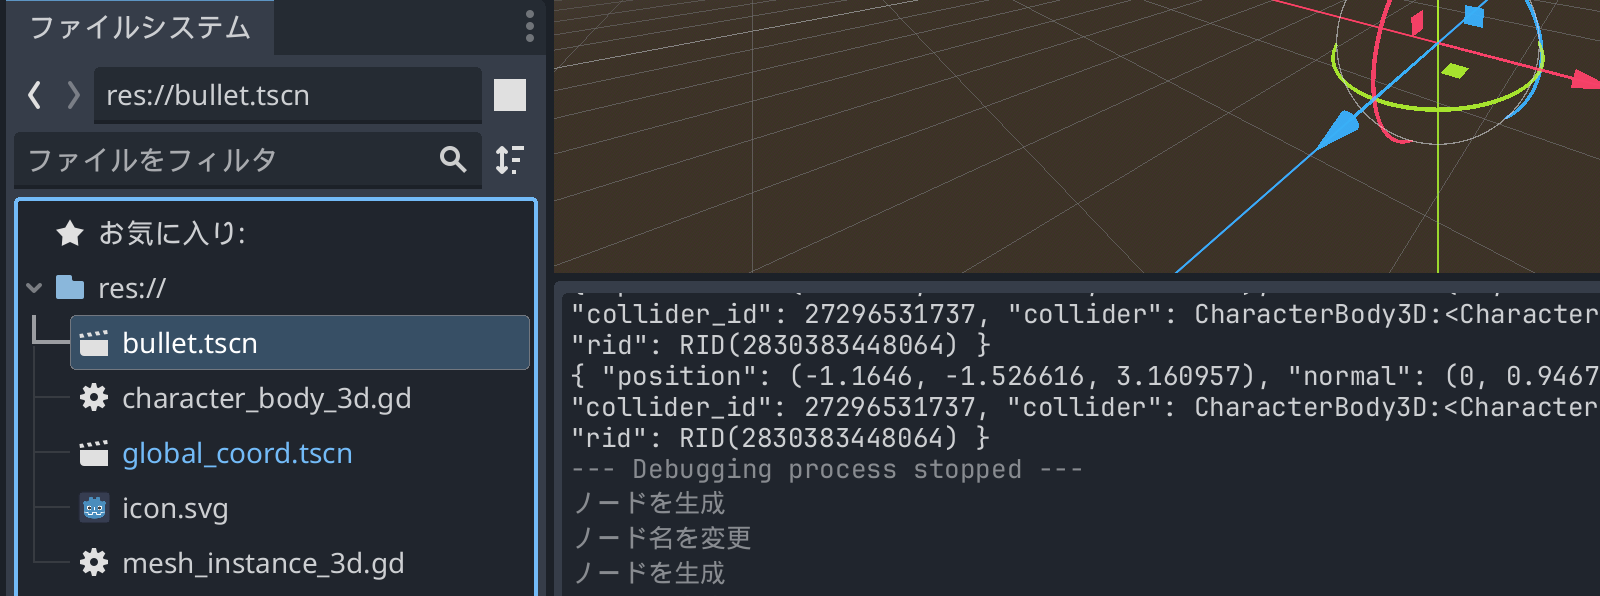 ファイルシステム
res://bullet.tscn
ファイルをフィルタ
お気に入り:
res://
bullet.tscn
character_body_3d.gd
global_coord.tscn
icon.svg
mesh_instance_3d.gd
"collider_id": 27296531737, "collider": CharacterBody3D:<Character
"rid": RID(2830383448064) }
{ "position": (-1.1646, -1.526616, 3.160957), "normal": (0, 0.9467
"collider_id": 27296531737, "collider": CharacterBody3D:<Character
"rid": RID(2830383448064) }
--- Debugging process stopped ---
ノードを生成
ノード名を変更
ノードを生成